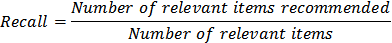 Recall = Number of relevant items recommended / Number of relevant items